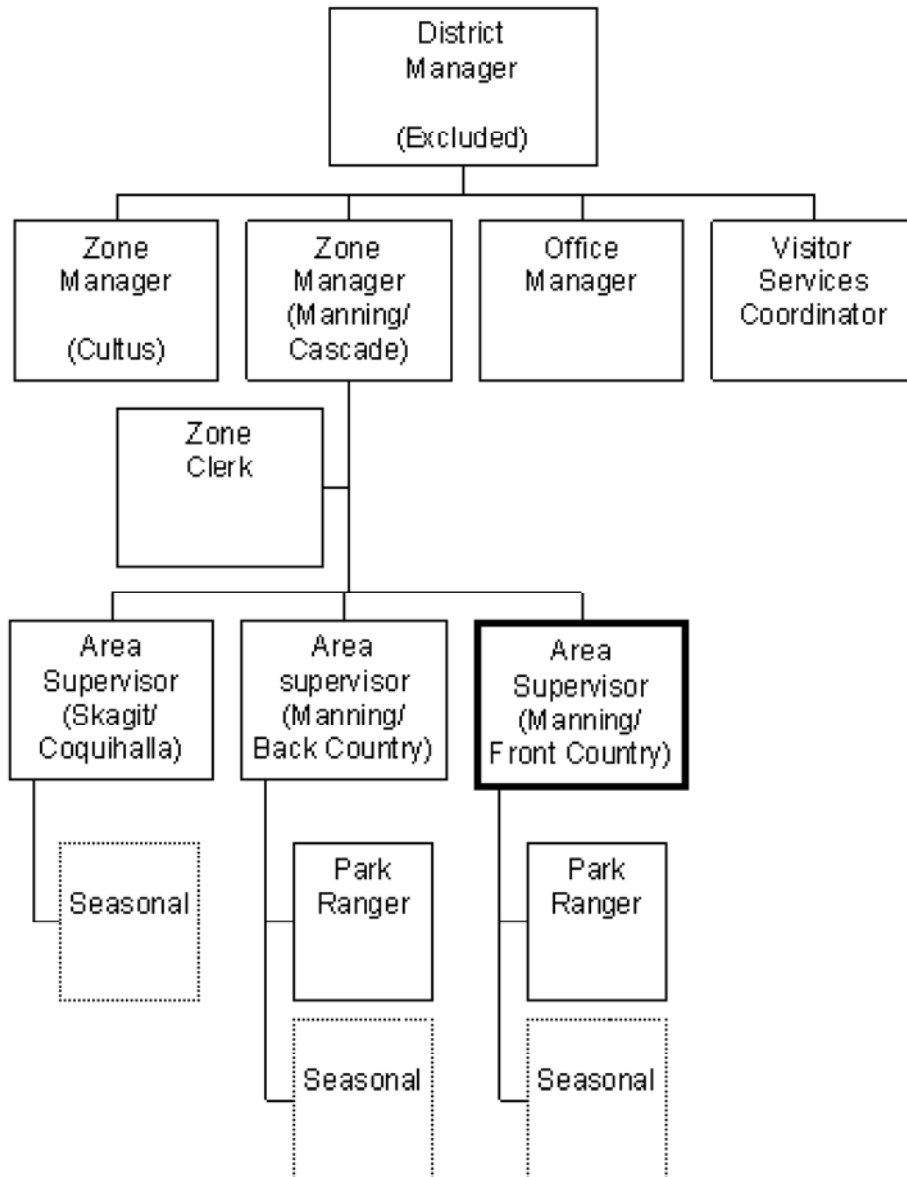 District
Manager
(Excluded)
Zone
Manager
(Cultus)
Zone
Manager
(Manning/
Cascade)
Office
Manager
Visitor
Services
Coordinator
Zone
Clerk
Area
Supervisor
(Skagit/
Coquihalla)
Area
supervisor
(Manning/
Back Country)
Area
Supervisor
(Manning/
Front Country)
Seasonal
Park
Ranger
Seasonal
Park
Ranger
Seasonal